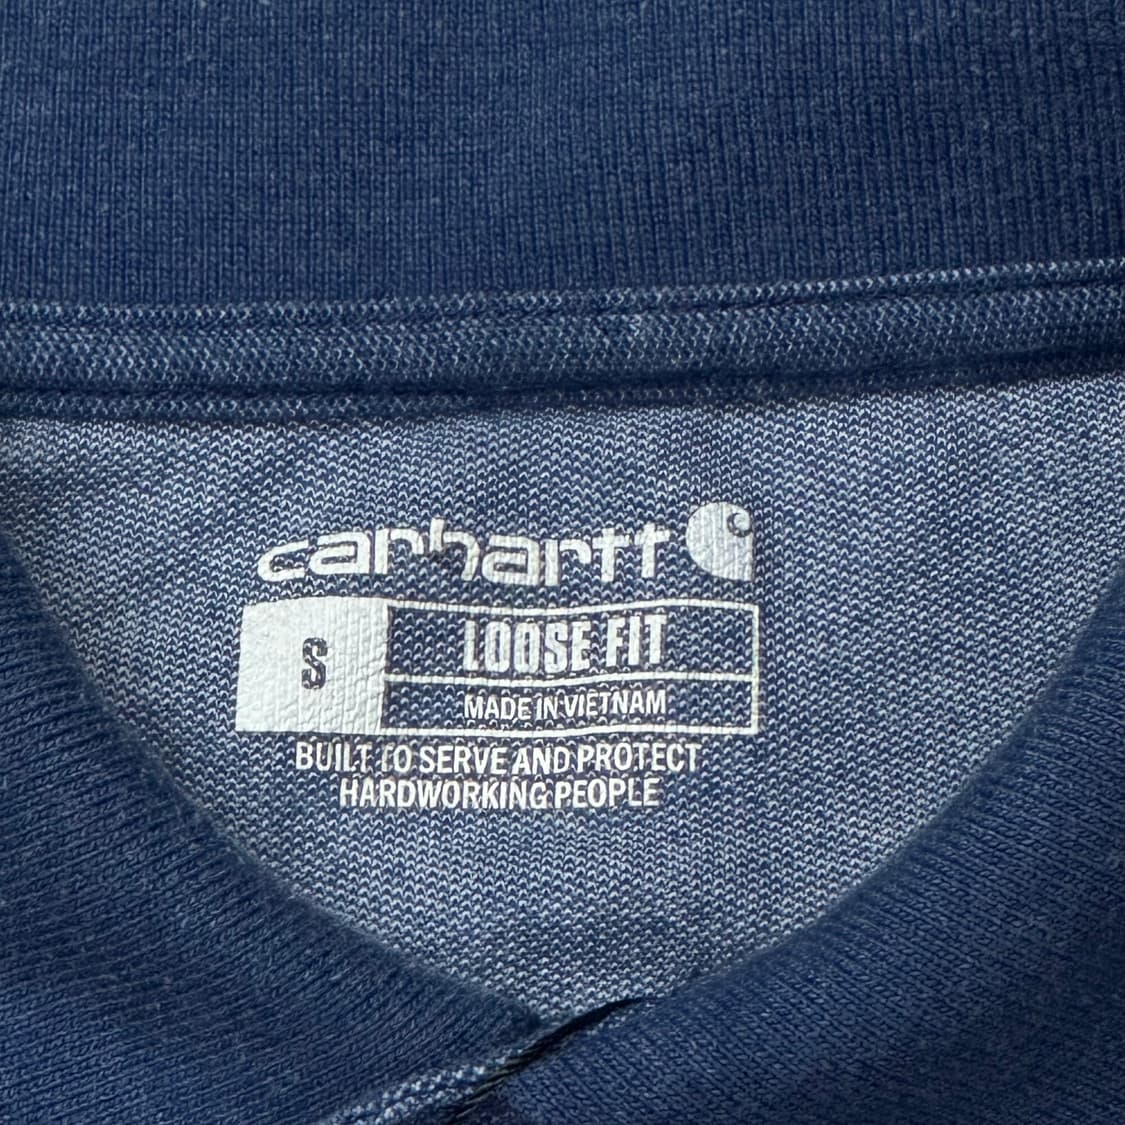 carhartt
S
LOOSE FIT
MADE IN VIETNAM
BUILT TO SERVE AND PROTECT
HARDWORKING PEOPLE